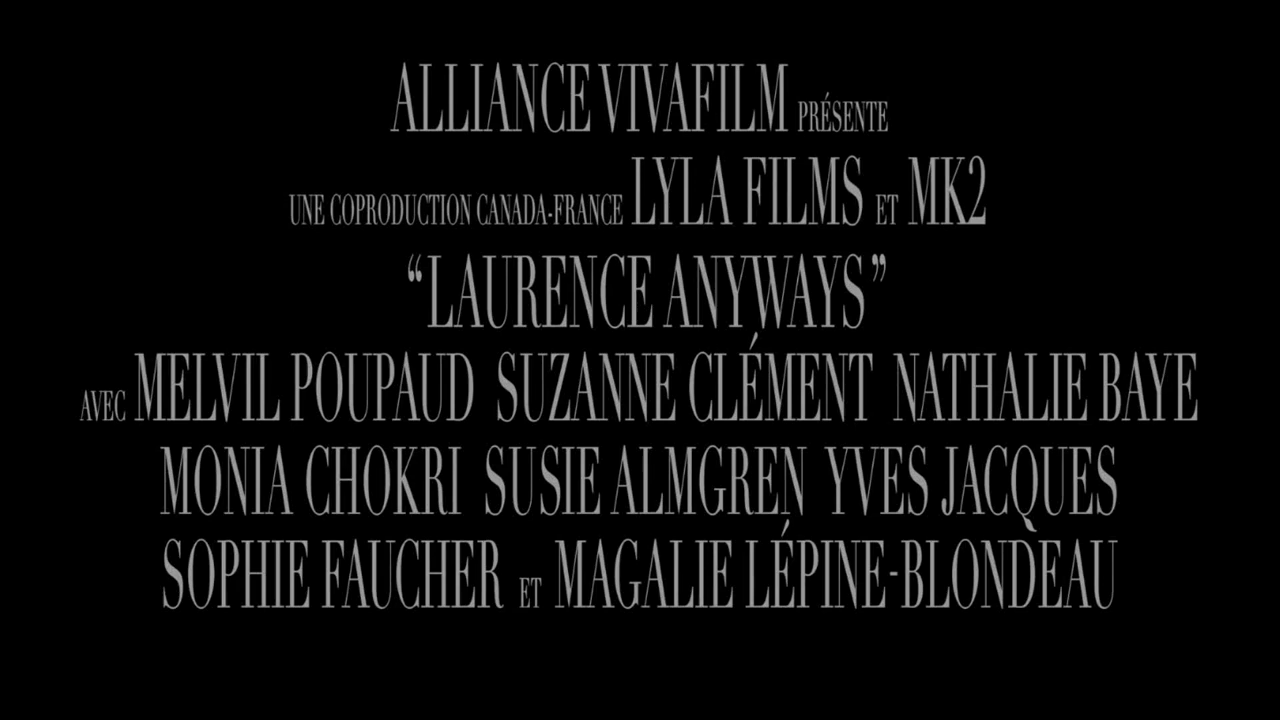 ALLIANCE VIVAFILM PRÉSENTE
UNE COPRODUCTION CANADA-FRANCE LYLA FILMS ET MK2
“LAURENCE ANYWAYS”
AVEC MELVIL POUPAUD SUZANNE CLÉMENT NATHALIE BAYE
MONIA CHOKRI SUSIE ALMGREN YVES JACQUES
SOPHIE FAUCHER ET MAGALIE LÉPINE-BLONDEAU